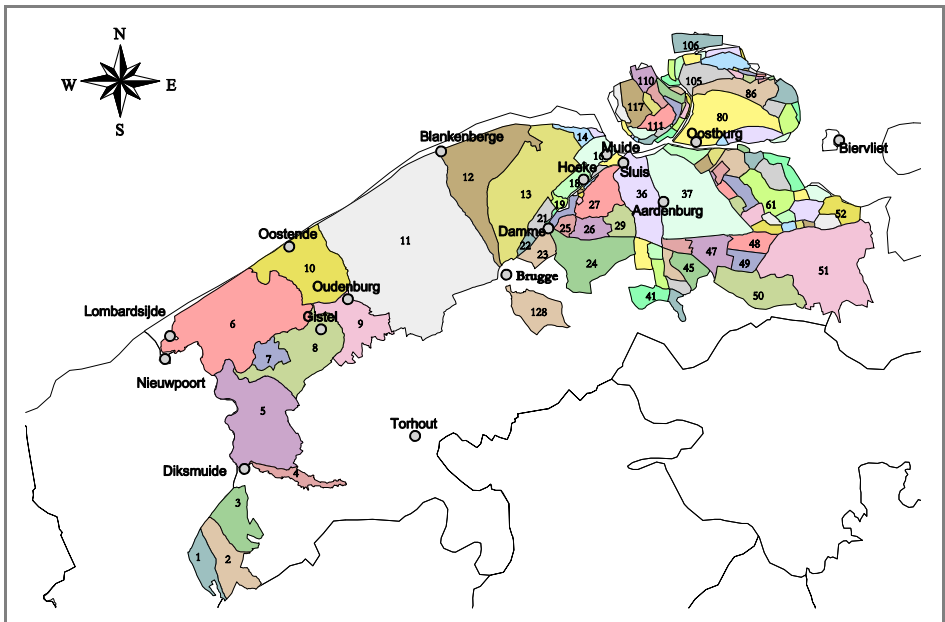 N
W E
S
106
110
105
117
86
111
80
Oostburg
Biervliet
Blankenberge
14
Muide
16
Sluis
Hoeke
18
12
13
27
36
37
61
19
Aardenburg
52
21
Damme
25
26
29
22
23
24
Oostende
11
48
47
49
45
51
50
10
Brugge
41
Oudenburg
128
Lombardsijde
Gistel
6
9
8
7
Nieuwpoort
5
Torhout
Diksmuide
4
3
1
2